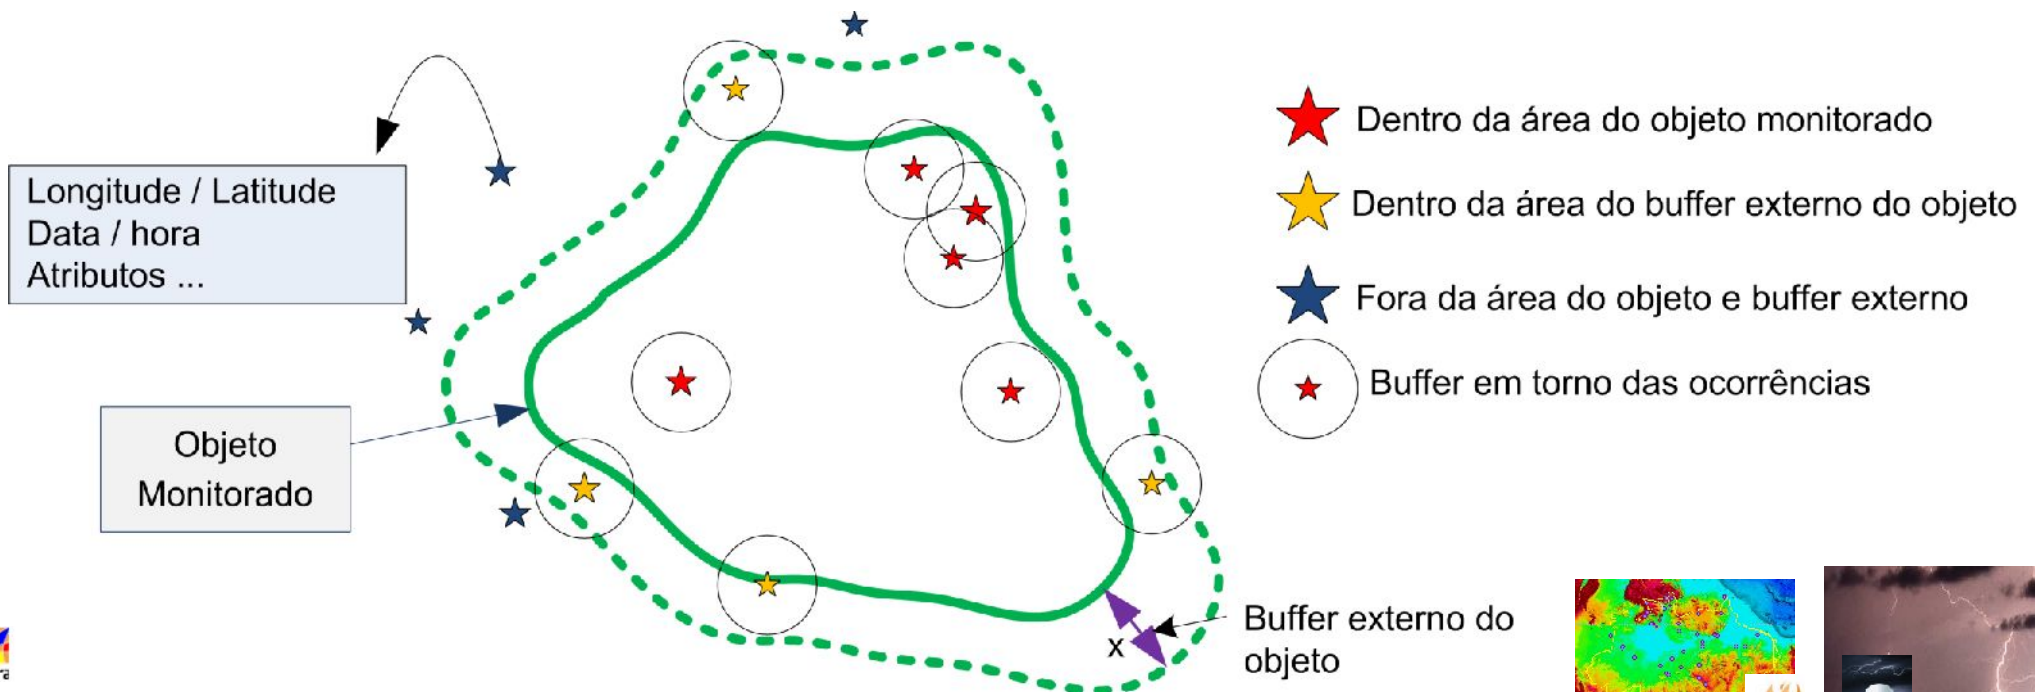 Longitude / Latitude
Data / hora
Atributos ...
Objeto
Monitorado
Dentro da área do objeto monitorado
Dentro da área do buffer externo do objeto
Fora da área do objeto e buffer externo
Buffer em torno das ocorrências
x
Buffer externo do
objeto